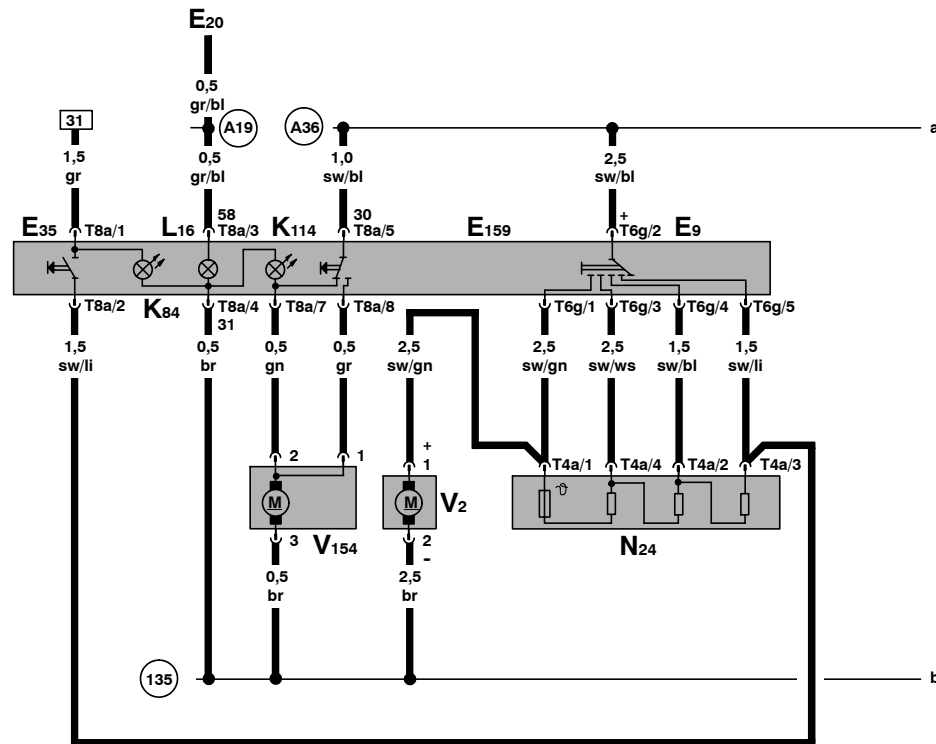 E20
0,5
gr/bl
31
A19
A36
a
1,5
gr
0,5
gr/bl
1,0
sw/bl
2,5
sw/bl
58
30
+
E35 T8a/1 L16 T8a/3 K114 T8a/5 E159 T6g/2 E9
T8a/2 K84 T8a/4 T8a/7 T8a/8 T6g/1 T6g/3 T6g/4 T6g/5
31
1,5
sw/li
0,5
br
0,5
gn
0,5
gr
2,5
sw/gn
2,5
sw/gn
2,5
sw/ws
1,5
sw/bl
1,5
sw/li
+
2 1 1 T4a/1 T4a/4 T4a/2 T4a/3
ϑ
M M V2
3 V154 2 N24
-
0,5
br
2,5
br
135
b